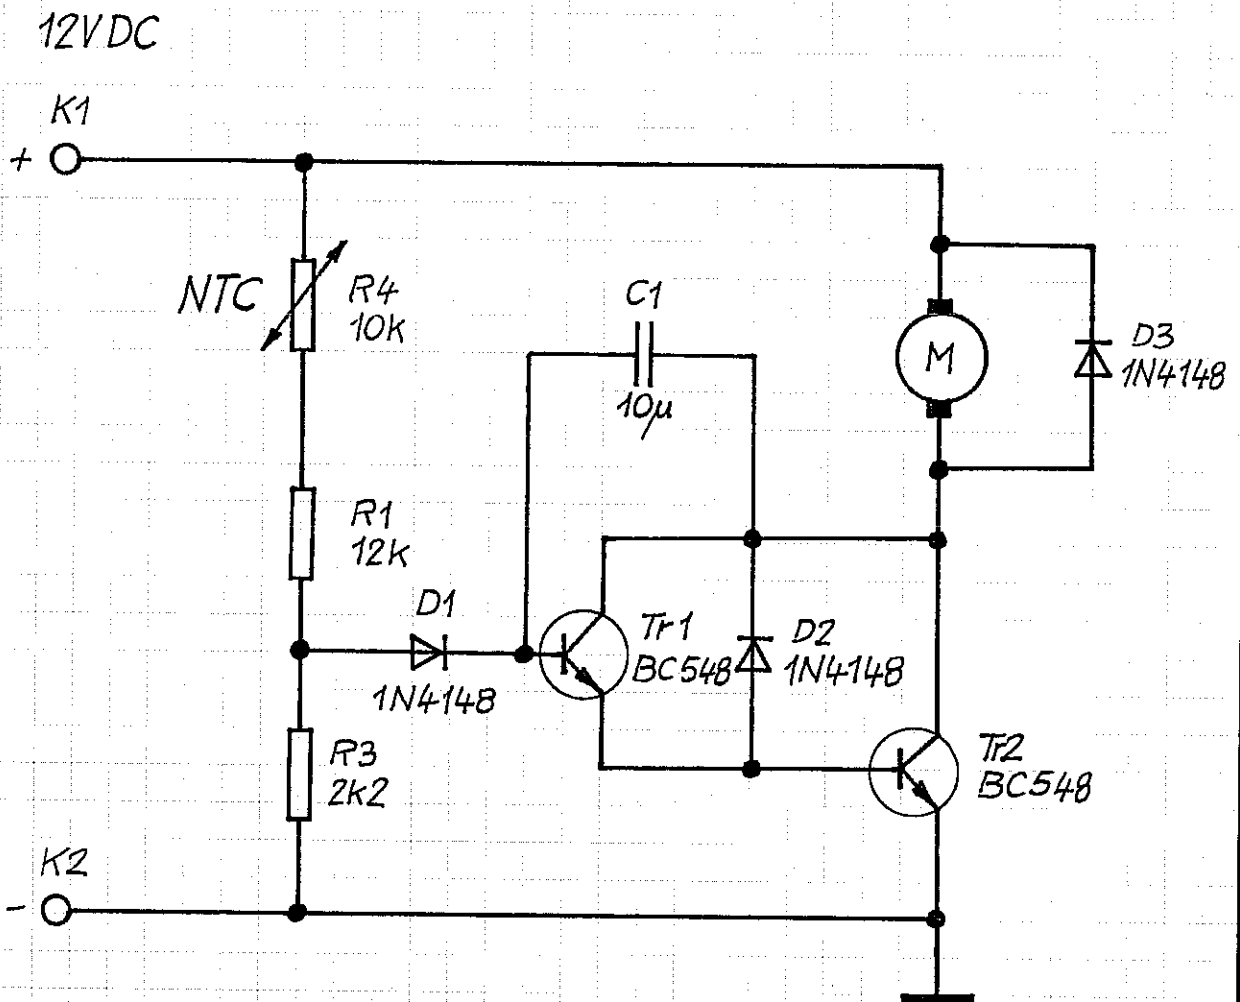 12V DC
K1
+
NTC
R4
10k
C1
10µ
M
D3
1N4148
R1
12k
D1
1N4148
Tr1
BC548
D2
1N4148
R3
2k2
Tr2
BC548
K2
-